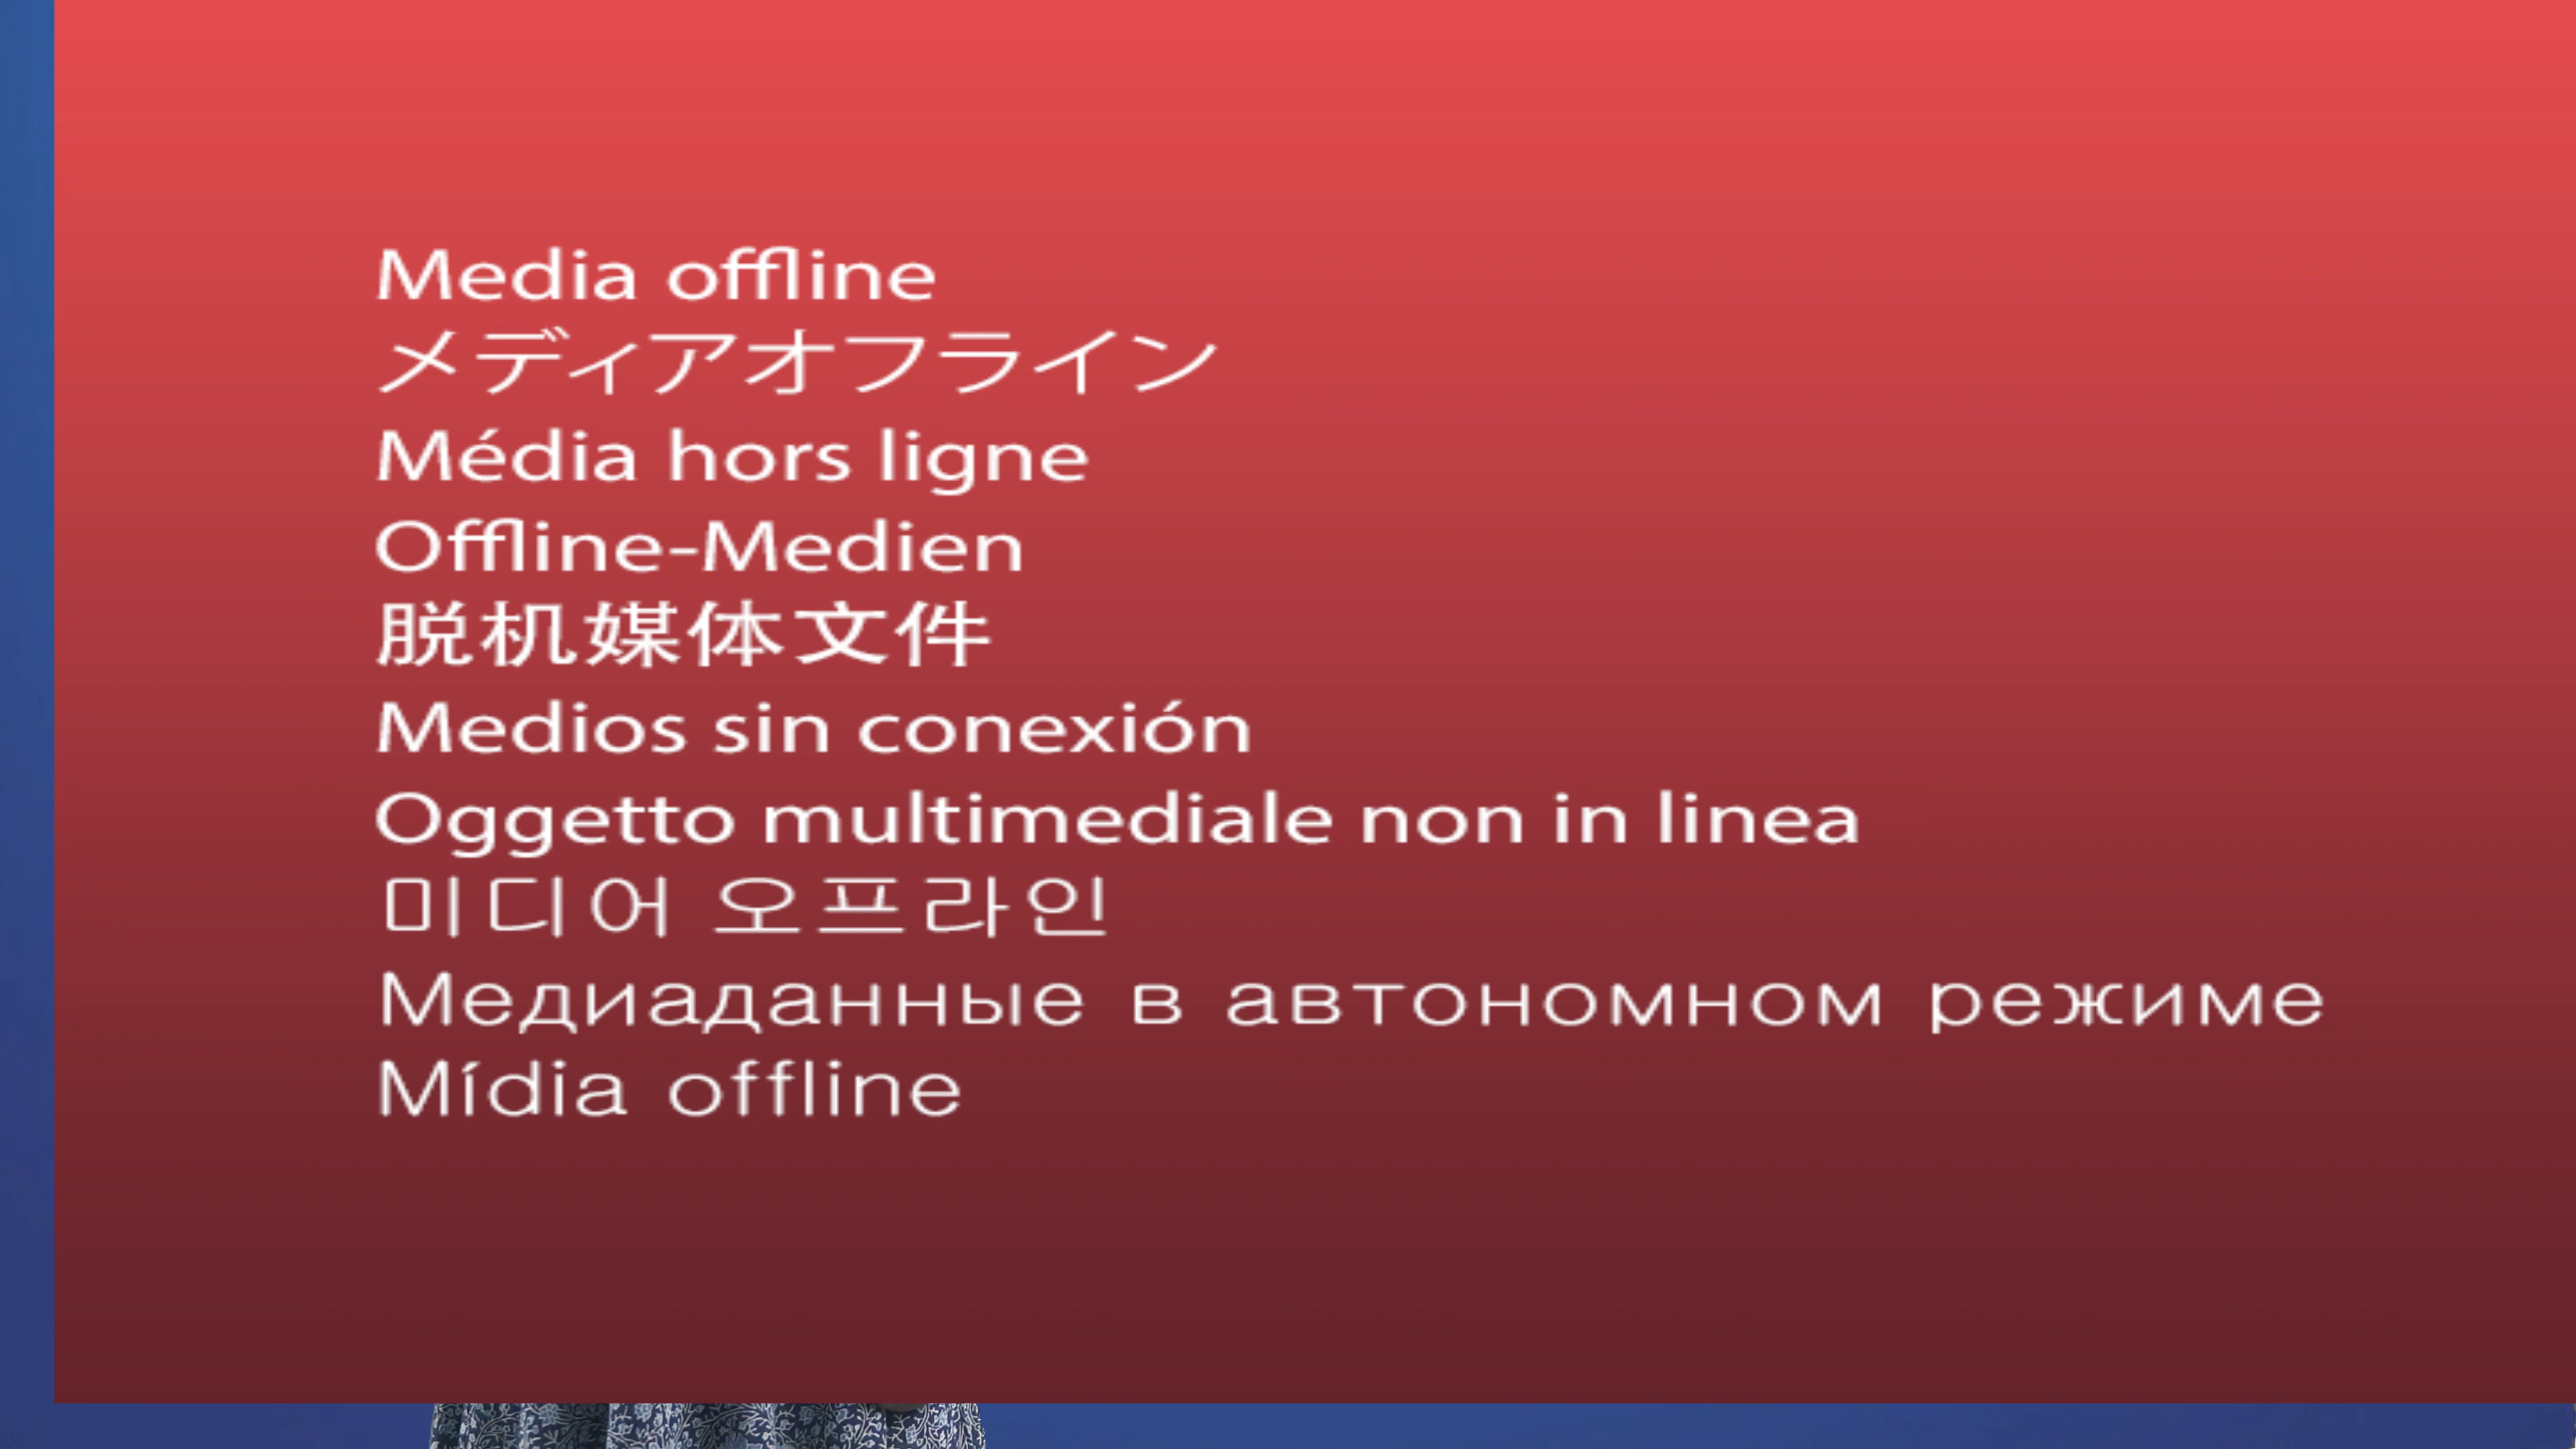 Media offline
メディアオフライン
Média hors ligne
Offline-Medien
脱机媒体文件
Medios sin conexión
Oggetto multimediale non in linea
미디어 오프라인
Медиаданные в автономном режиме
Mídia offline